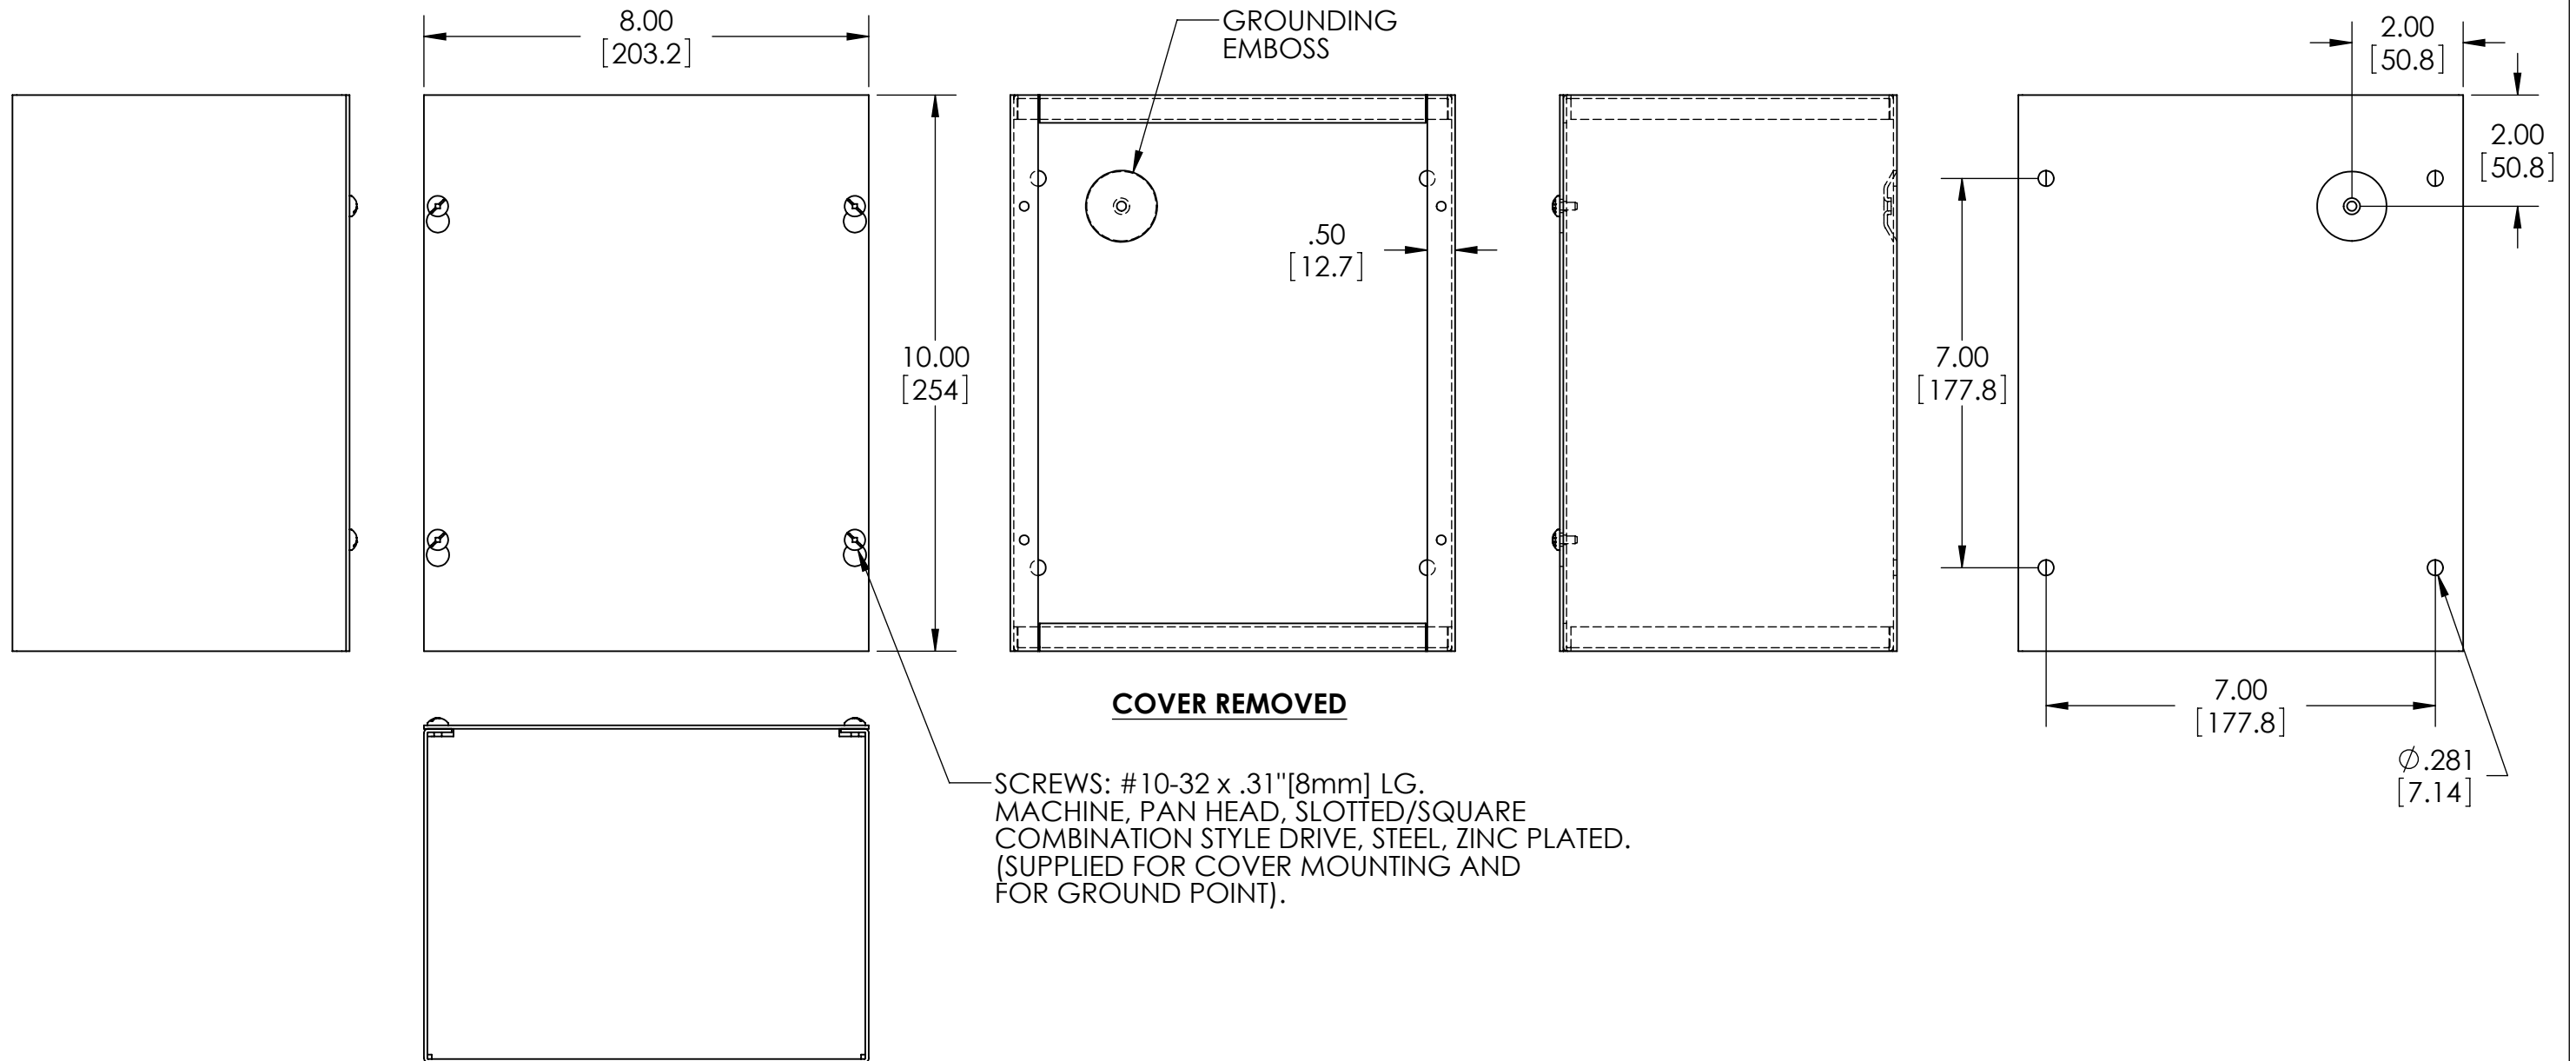 8.00
[203.2]
GROUNDING
EMBOSS
2.00
[50.8]
2.00
[50.8]
.50
[12.7]
10.00
[254]
7.00
[177.8]
COVER REMOVED
7.00
[177.8]
∅.281
[7.14]
SCREWS: #10-32 x .31"[8mm] LG.
MACHINE, PAN HEAD, SLOTTED/SQUARE
COMBINATION STYLE DRIVE, STEEL, ZINC PLATED.
(SUPPLIED FOR COVER MOUNTING AND
FOR GROUND POINT).